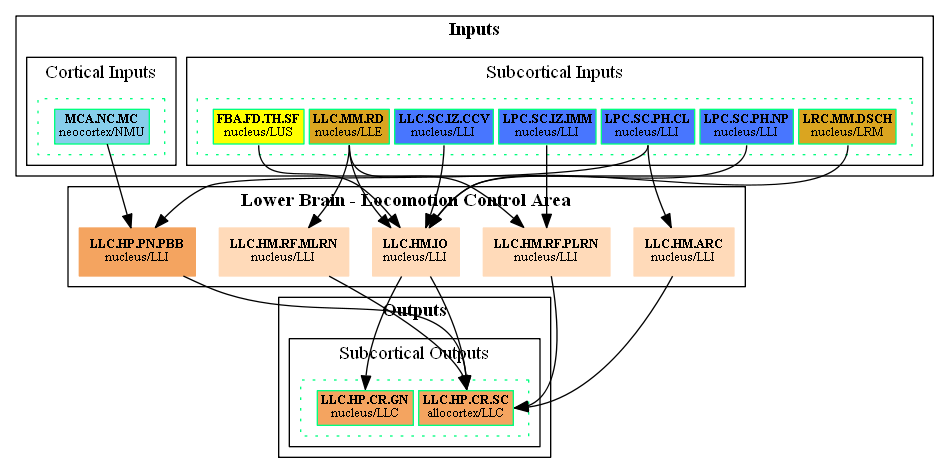 Inputs
Cortical Inputs
Subcortical Inputs
MCA.NC.MC
neocortex/NMU
FBA.FD.TH.SF
nucleus/LUS
LLC.MM.RD
nucleus/LLE
LLC.SC.IZ.CCV
nucleus/LLI
LPC.SC.IZ.IMM
nucleus/LLI
LPC.SC.PH.CL
nucleus/LLI
LPC.SC.PH.NP
nucleus/LLI
LRC.MM.DSCH
nucleus/LRM
Lower Brain - Locomotion Control Area
LLC.HP.PN.PBB
nucleus/LLI
LLC.HM.RF.MLRN
nucleus/LLI
LLC.HM.IO
nucleus/LLI
LLC.HM.RF.PLRN
nucleus/LLI
LLC.HM.ARC
nucleus/LLI
Outputs
Subcortical Outputs
LLC.HP.CR.GN
nucleus/LLC
LLC.HP.CR.SC
allocortex/LLC